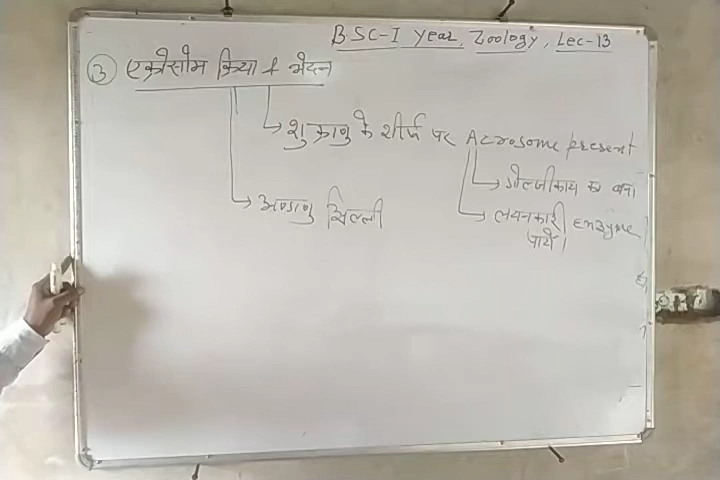 B.SC-I Year, Zoology, Lec-13
③ एक्रोसोम क्रिया + भेदन
शुक्राणु के शीर्ष पर Acrosome present
गोल्जीकाय का बना
लयनकारी enzyme
पाये।
अण्डाणु झिल्ली